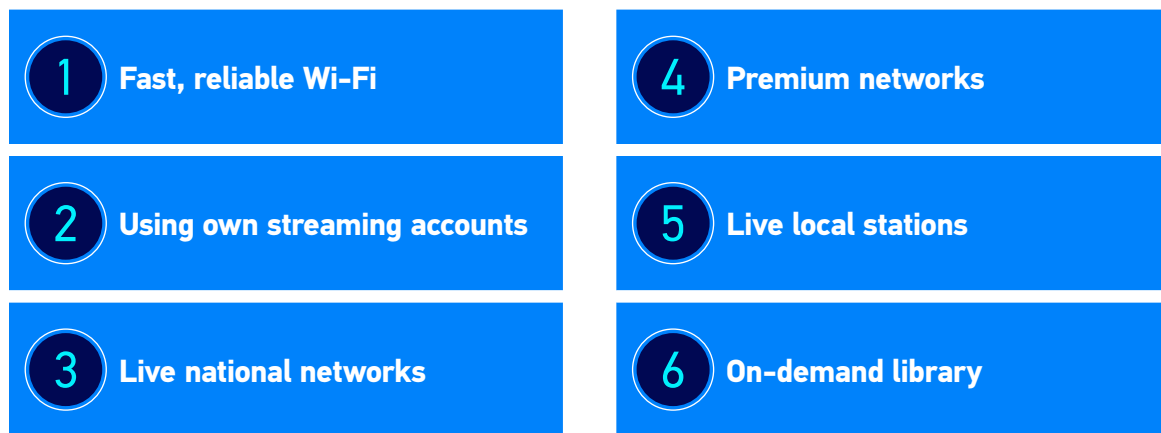 1 Fast, reliable Wi-Fi
2 Using own streaming accounts
3 Live national networks
4 Premium networks
5 Live local stations
6 On-demand library